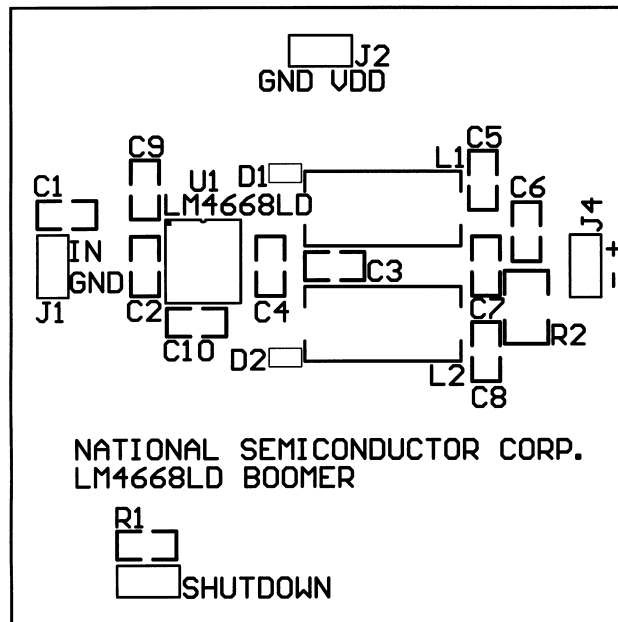 J2
GND VDD
C9
C5
D1
L1
C1
U1
C6
LM4668LD
J4
IN
+
C3
GND
-
J1
C2
C4
C7
C10
R2
D2
L2
C8
NATIONAL SEMICONDUCTOR CORP.
LM4668LD BOOMER
R1
SHUTDOWN